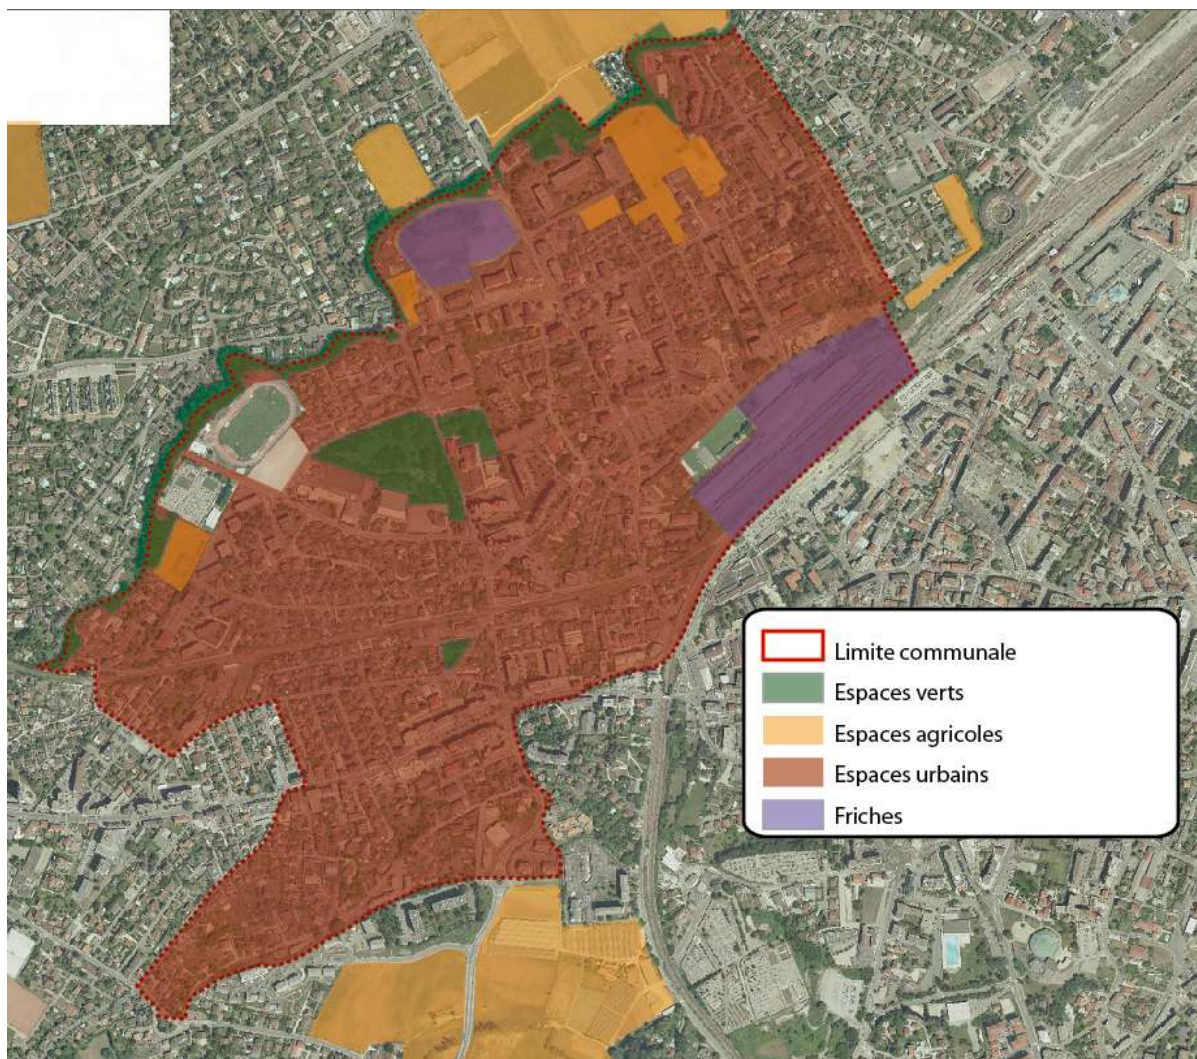 Limite communale
Espaces verts
Espaces agricoles
Espaces urbains
Friches